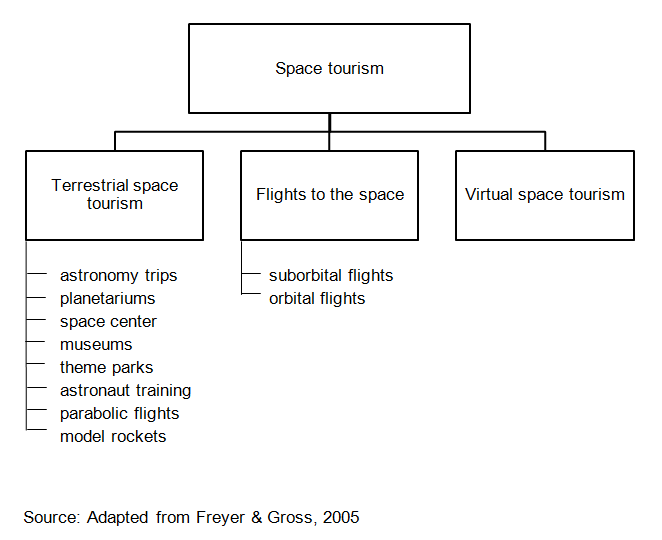 Space tourism
Terrestrial space
tourism
Flights to the space
Virtual space tourism
astronomy trips
planetariums
space center
museums
theme parks
astronaut training
parabolic flights
model rockets
suborbital flights
orbital flights
Source: Adapted from Freyer & Gross, 2005